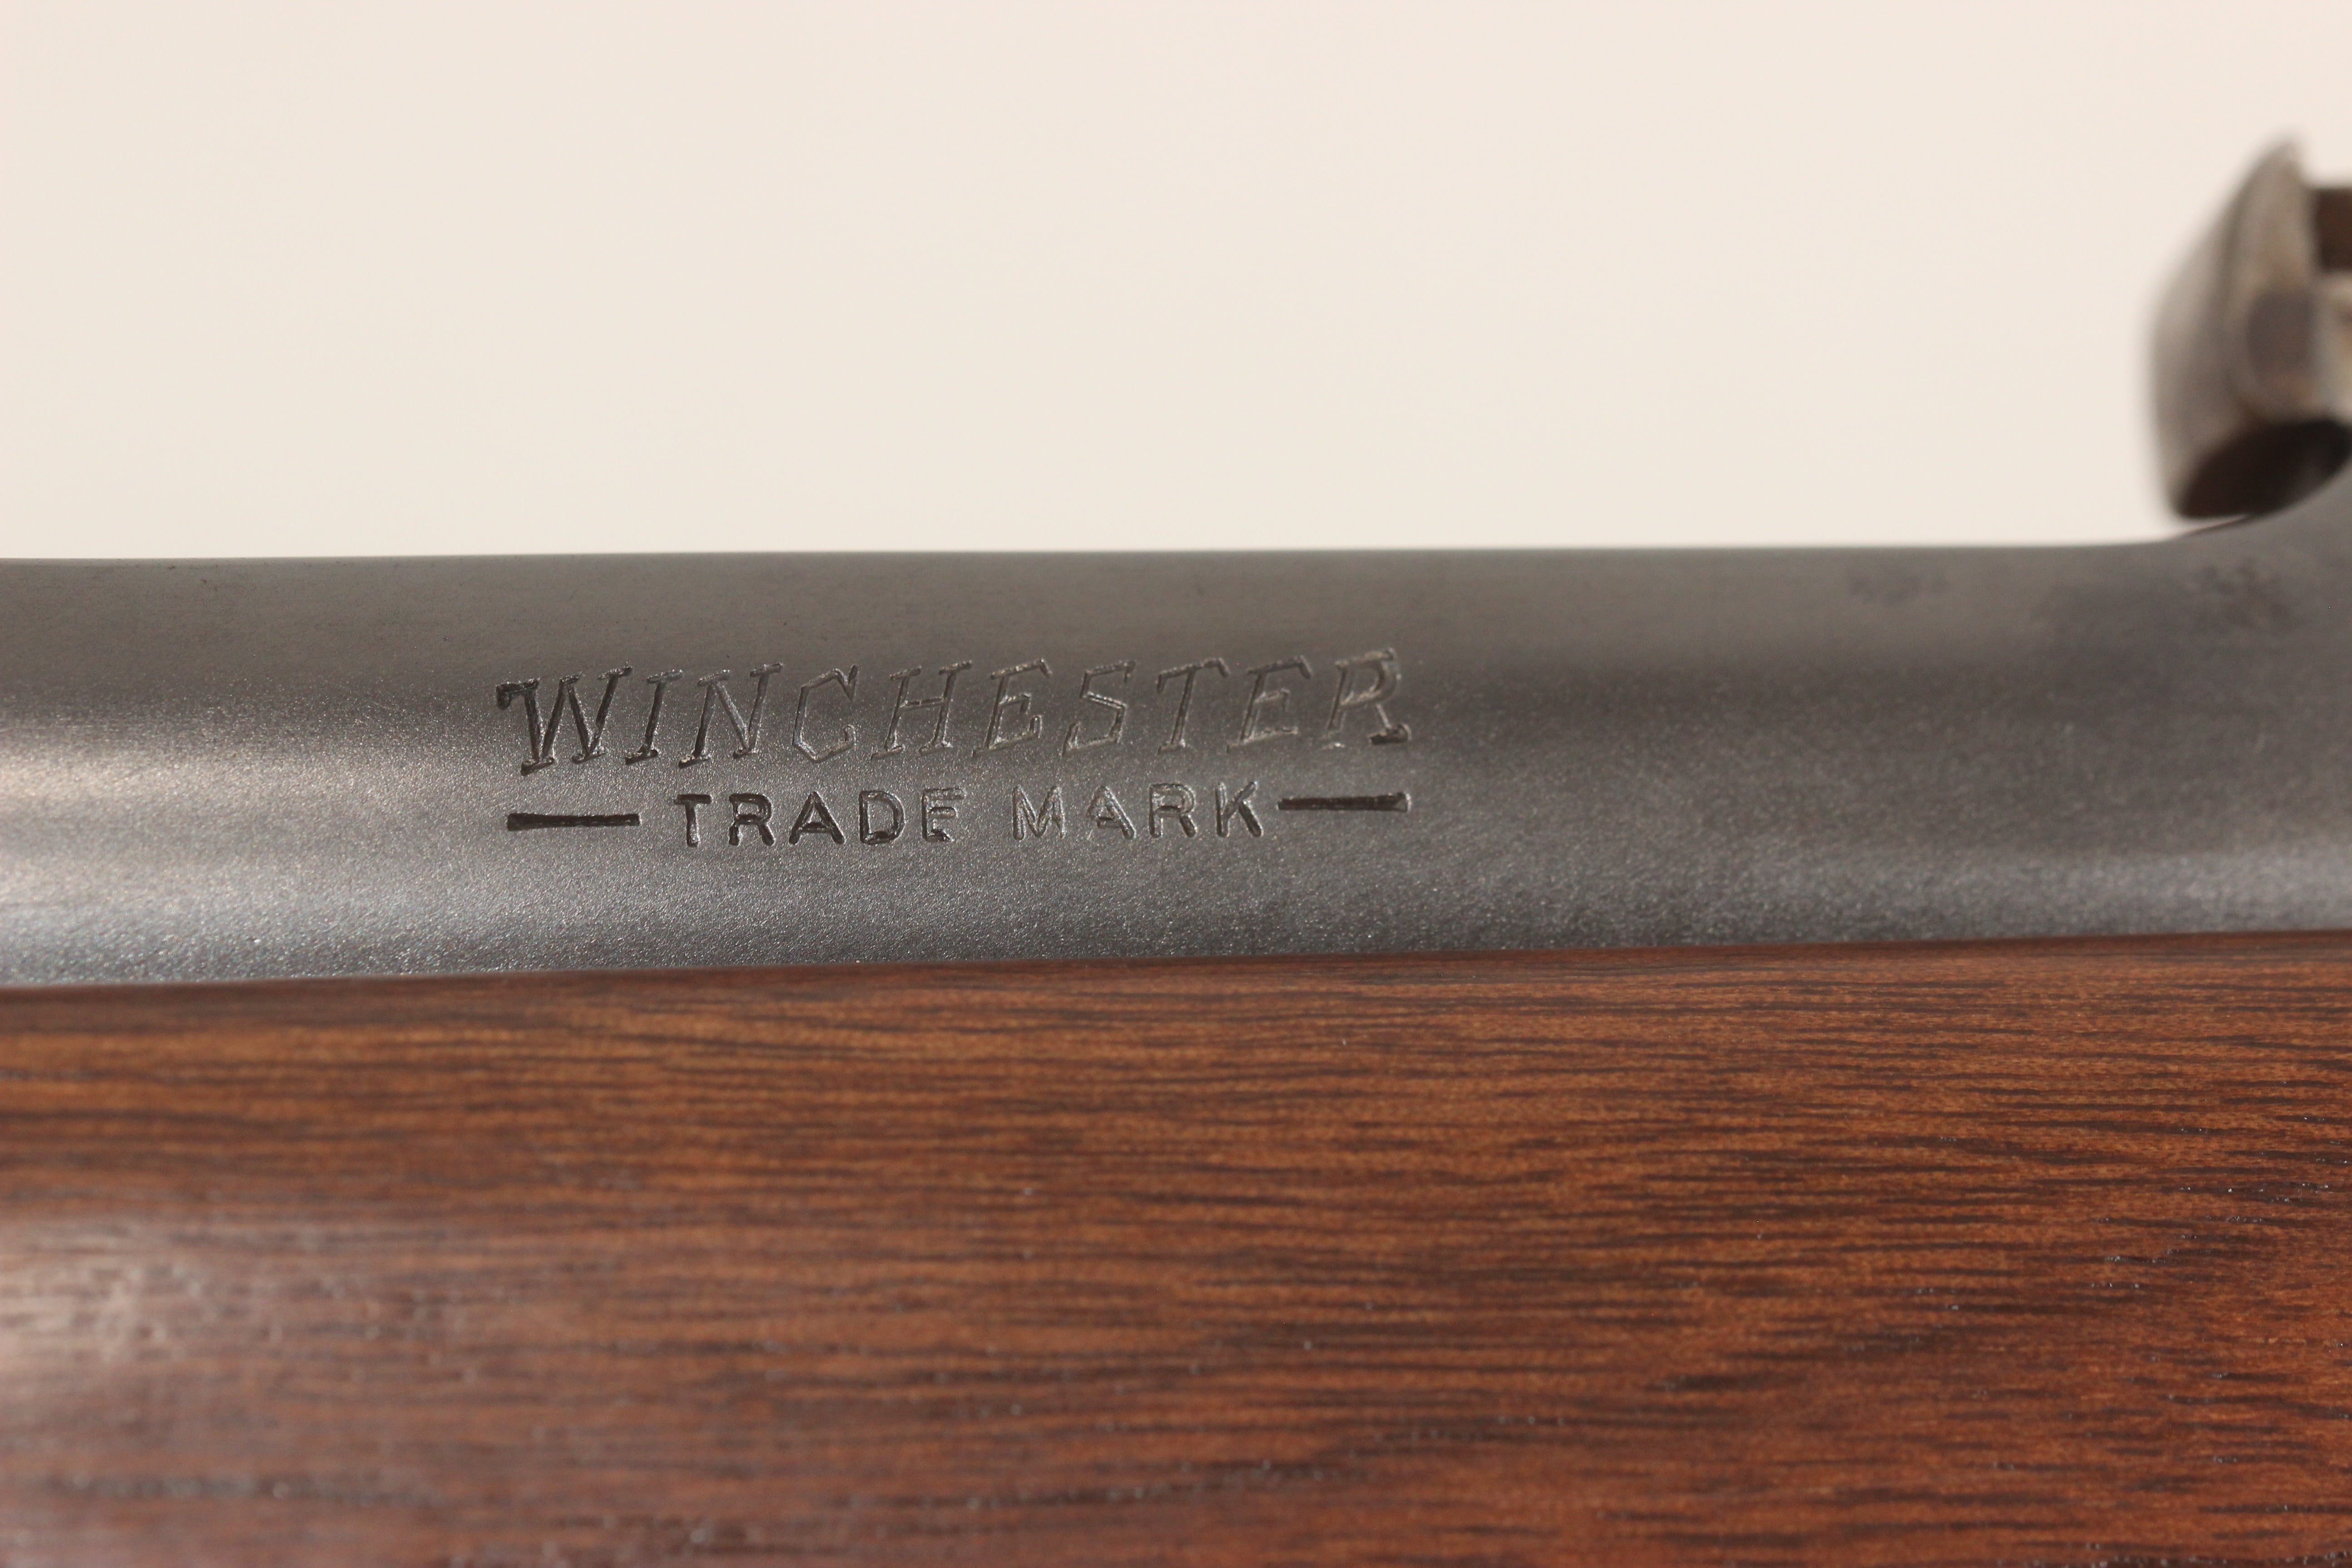 WINCHESTER
— TRADE MARK —